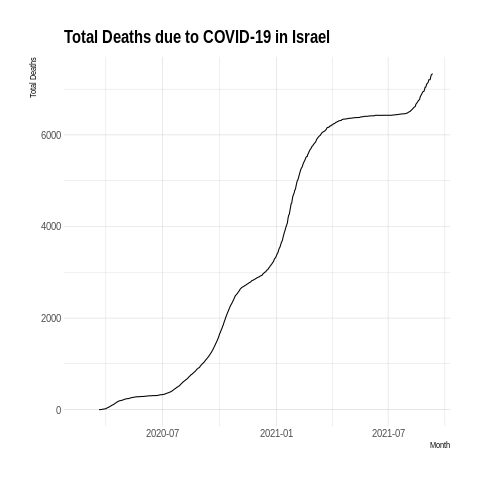 Total Deaths due to COVID-19 in Israel
Total Deaths
6000
4000
2000
0
2020-07
2021-01
2021-07
Month